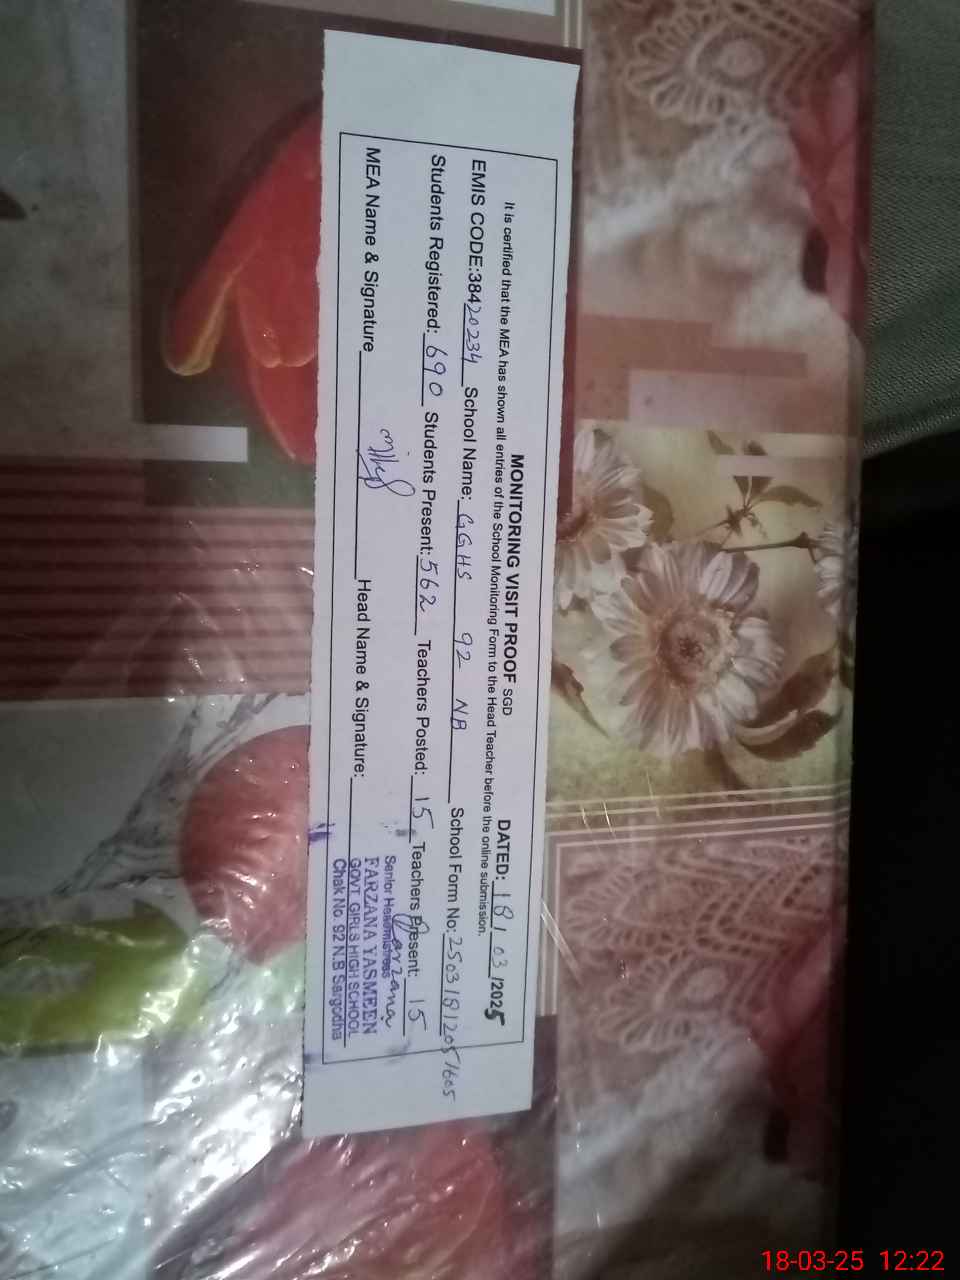 MONITORING VISIT PROOF SGD DATED: 18/03/2025
It is certified that the MEA has shown all entries of the School Monitoring Form to the Head Teacher before the online submission.
EMIS CODE:38420234 School Name: GGHS 92 NB School Form No: 25031812051605
Students Registered: 690 Students Present: 562 Teachers Posted: 15 Teachers Present: 15
MEA Name & Signature Head Name & Signature: Farzana
Senior Headmistress
FARZANA YASMEEN
GOVT. GIRLS HIGH SCHOOL
Chak No. 92 N.B Sargodha
18-03-25 12:22